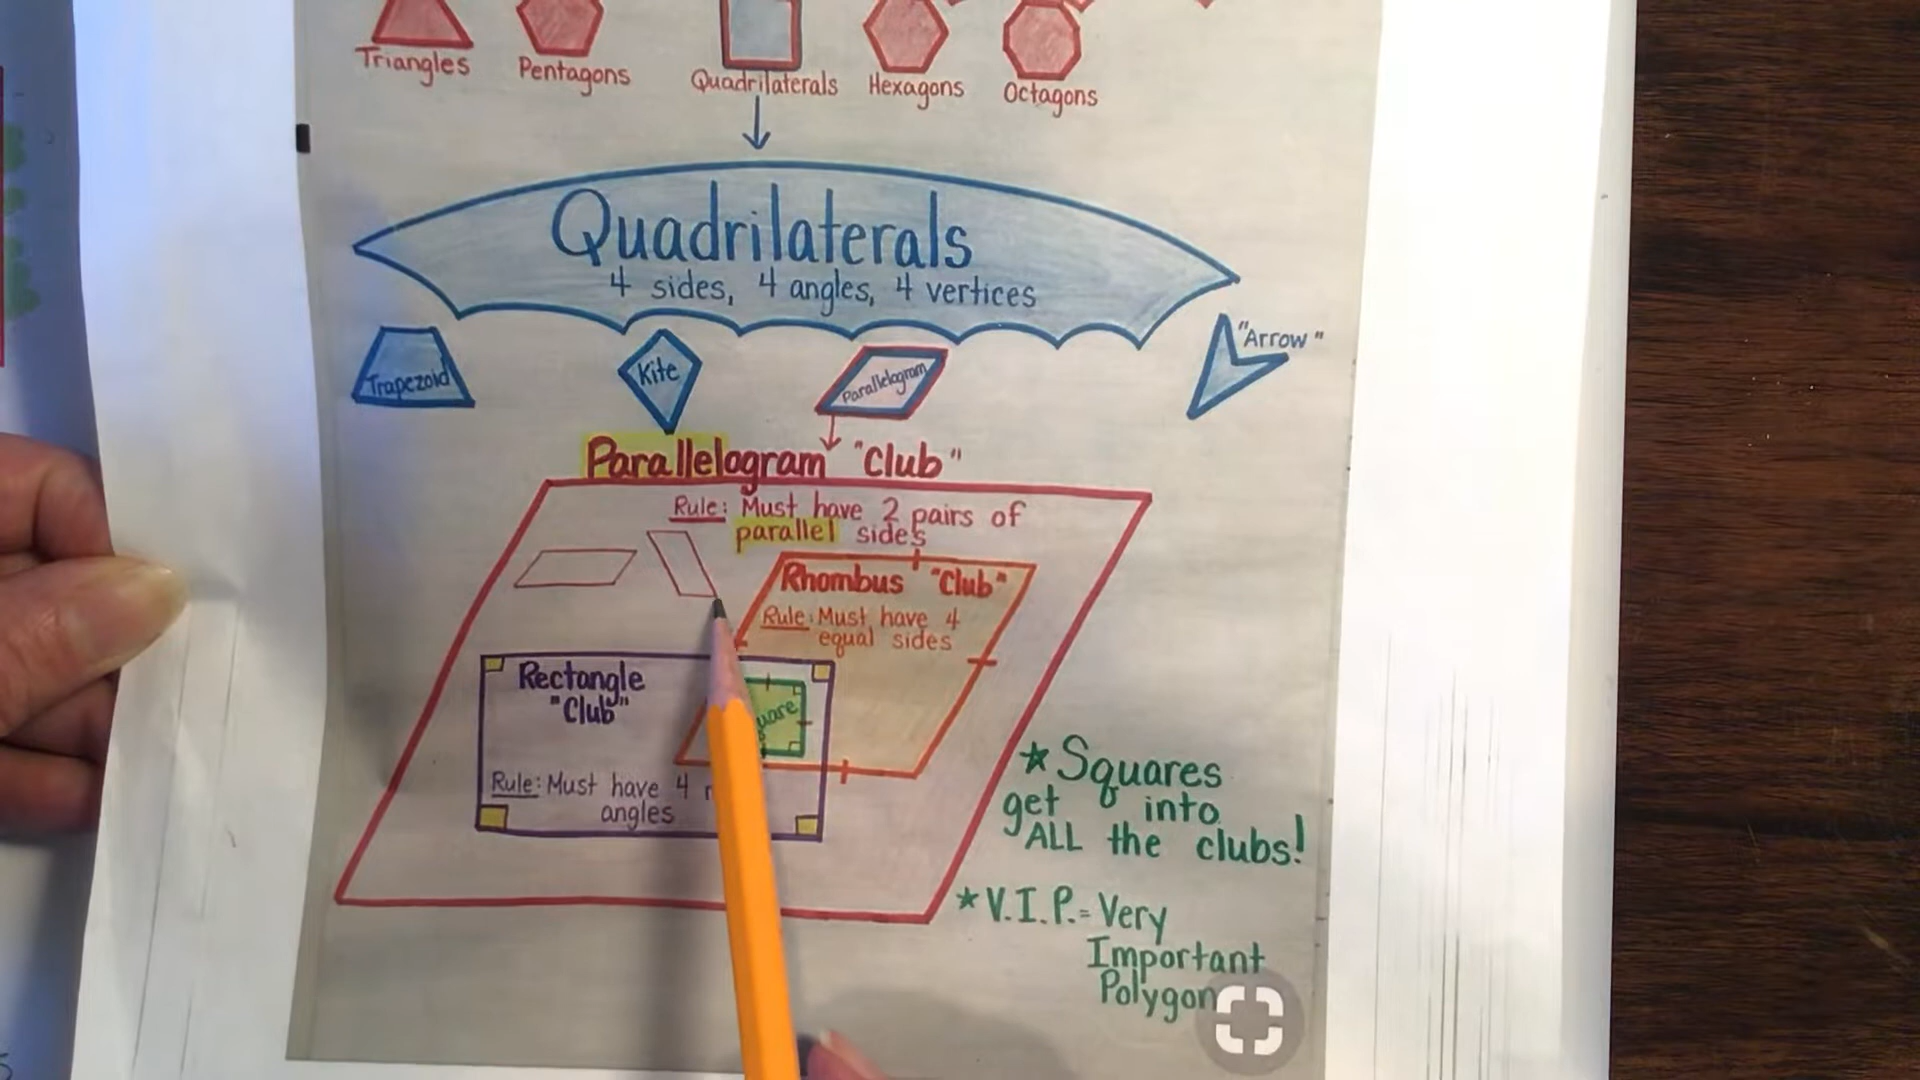 Triangles
Pentagons
Quadrilaterals
Hexagons
Octagons
Quadrilaterals
4 sides, 4 angles, 4 vertices
Trapezoid
Kite
Parallelogram
"Arrow"
Parallelogram "Club"
Rule: Must have 2 pairs of
parallel sides
Rhombus "Club"
Rule: Must have 4
equal sides
Rectangle
"Club"
Rule: Must have 4
angles
* Squares
get into
ALL the clubs!
* V.I.P. = Very
Important
Polygon